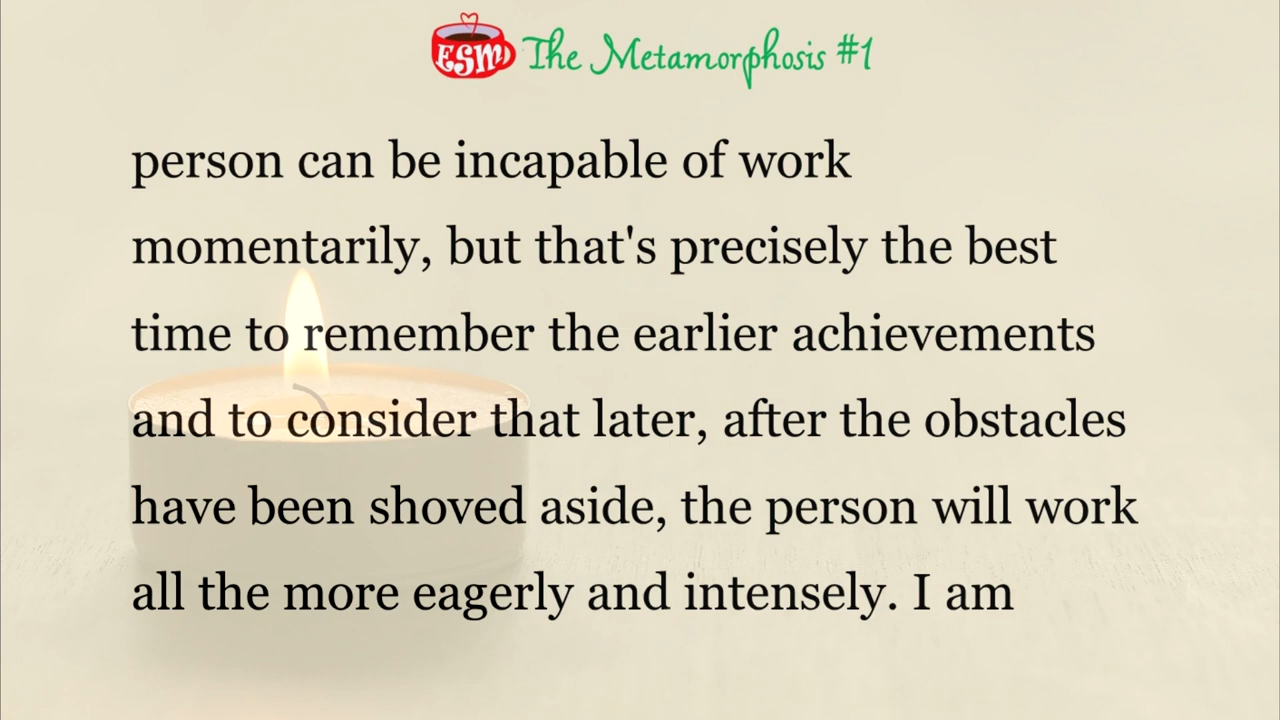 ESM The Metamorphosis #1
person can be incapable of work
momentarily, but that's precisely the best
time to remember the earlier achievements
and to consider that later, after the obstacles
have been shoved aside, the person will work
all the more eagerly and intensely. I am